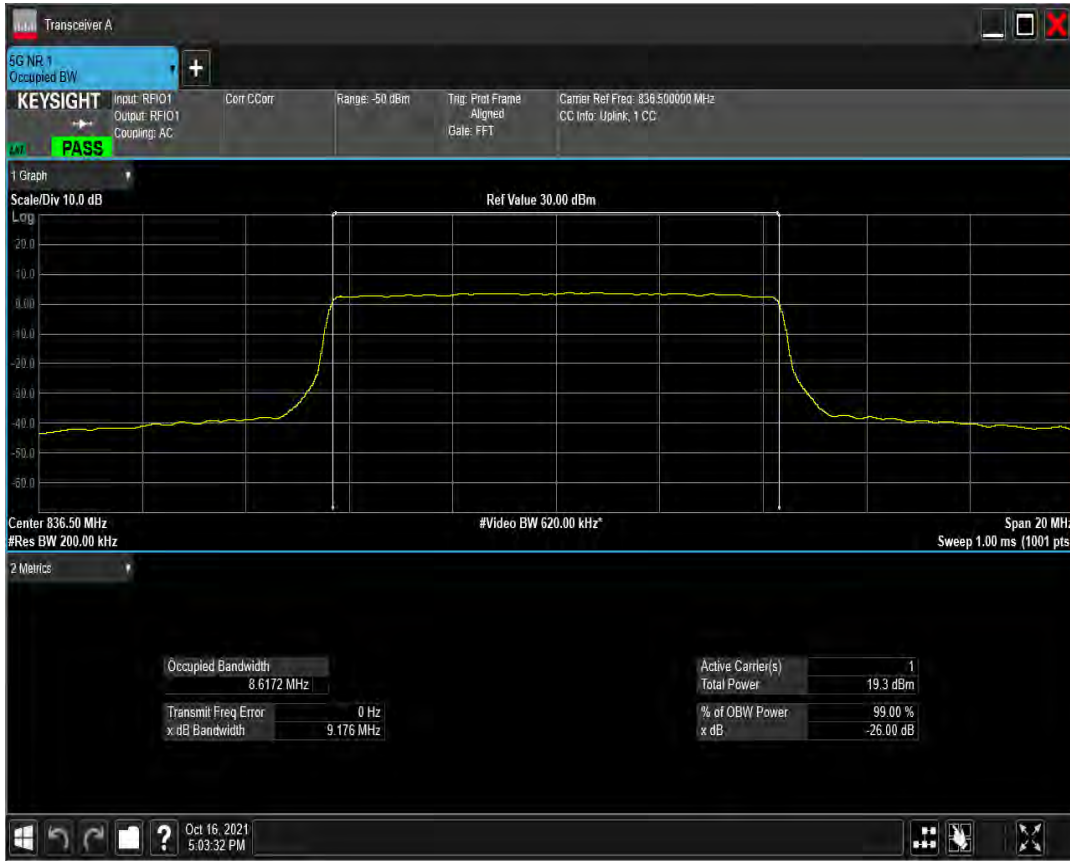 Transceiver A
5G NR 1
Occupied BW
+
KEYSIGHT
Input: RFIO1
Output: RFIO1
Coupling: AC
Corr CCorr
Range: -50 dBm
Trig: Prot Frame
Aligned
Gate: FFT
Carrier Ref Freq: 836.500000 MHz
CC Info: Uplink, 1 CC
PASS
1 Graph
Scale/Div 10.0 dB
Ref Value 30.00 dBm
Log
20.0
10.0
0.00
-10.0
-20.0
-30.0
-40.0
-50.0
-60.0
Center 836.50 MHz
#Video BW 620.00 kHz*
Span 20 MHz
#Res BW 200.00 kHz
Sweep 1.00 ms (1001 pts
2 Metrics
Occupied Bandwidth
8.6172 MHz
Transmit Freq Error 0 Hz
x dB Bandwidth 9.176 MHz
Active Carrier(s) 1
Total Power 19.3 dBm
% of OBW Power 99.00 %
x dB -26.00 dB
?
Oct 16, 2021
5:03:32 PM